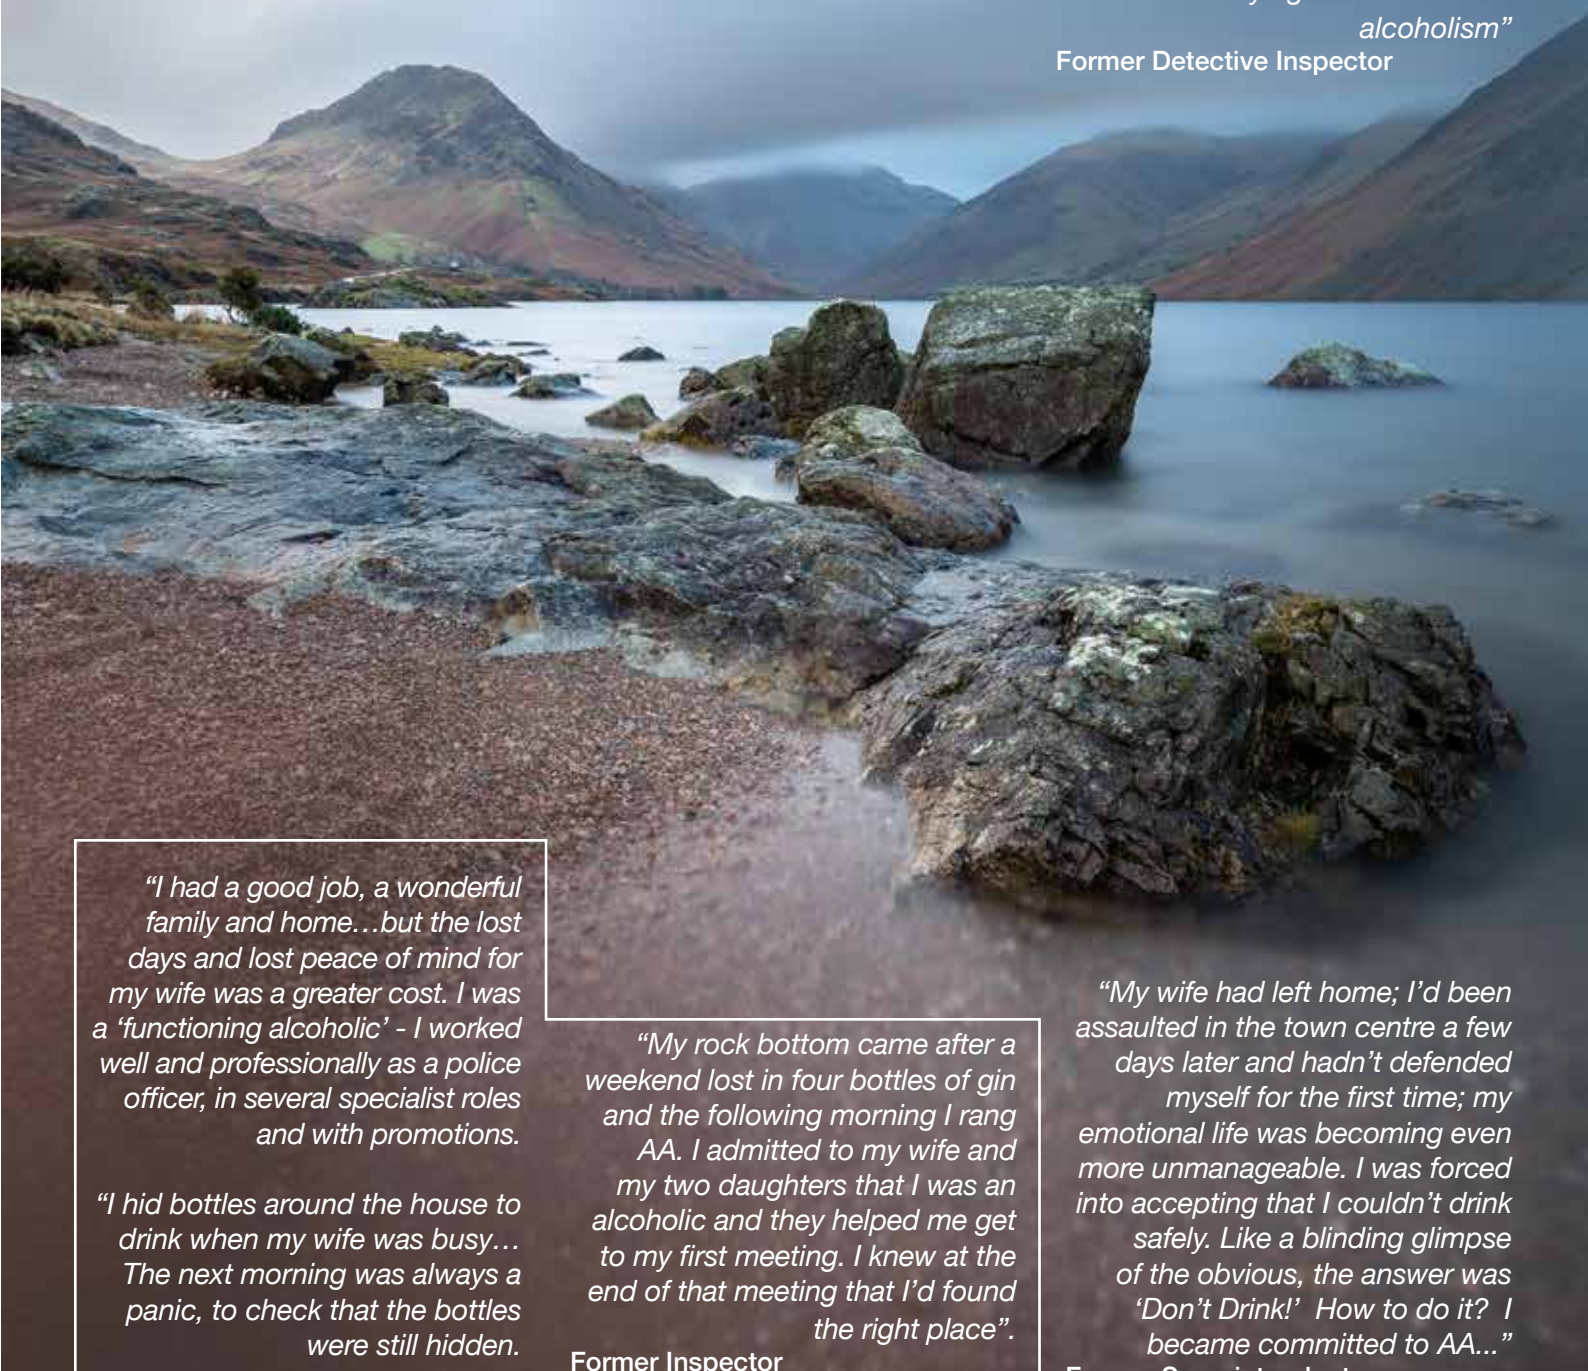 alcoholism”
Former Detective Inspector
“I had a good job, a wonderful
family and home…but the lost
days and lost peace of mind for
my wife was a greater cost. I was
a ‘functioning alcoholic’ - I worked
well and professionally as a police
officer, in several specialist roles
and with promotions.
“I hid bottles around the house to
drink when my wife was busy…
The next morning was always a
panic, to check that the bottles
were still hidden.
“My rock bottom came after a
weekend lost in four bottles of gin
and the following morning I rang
AA. I admitted to my wife and
my two daughters that I was an
alcoholic and they helped me get
to my first meeting. I knew at the
end of that meeting that I’d found
the right place”.
Former Inspector
“My wife had left home; I’d been
assaulted in the town centre a few
days later and hadn’t defended
myself for the first time; my
emotional life was becoming even
more unmanageable. I was forced
into accepting that I couldn’t drink
safely. Like a blinding glimpse
of the obvious, the answer was
‘Don’t Drink!’  How to do it?  I
became committed to AA...”